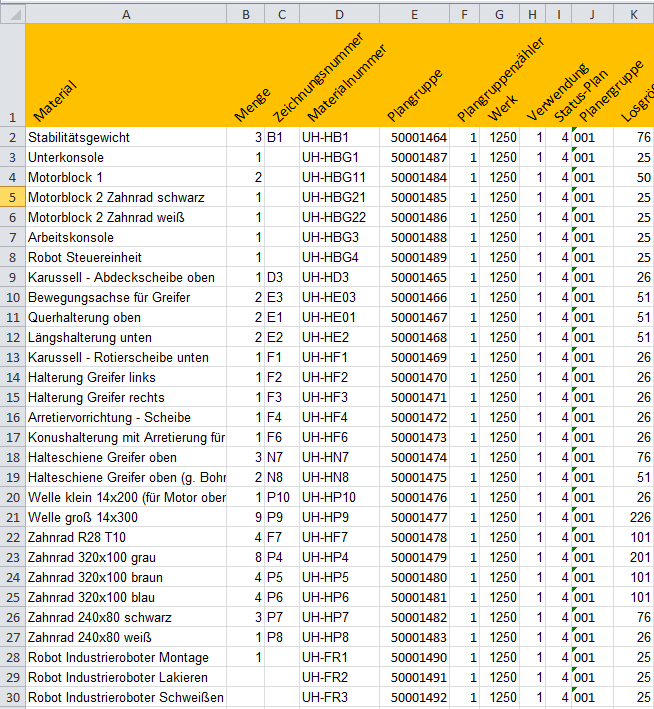 A B C D E F G H I J K
1 Material Menge Zeichnungsnummer Materialnummer Plangruppe Plangruppenzähler Werk Verwendung Status-Plan Planergruppe
2 Stabilitätsgewicht 3 B1 UH-HB1 50001464 1 1250 1 4 001 76
3 Unterkonsole 1 UH-HBG1 50001487 1 1250 1 4 001 25
4 Motorblock 1 2 UH-HBG11 50001484 1 1250 1 4 001 50
5 Motorblock 2 Zahnrad schwarz 1 UH-HBG21 50001485 1 1250 1 4 001 25
6 Motorblock 2 Zahnrad weiß 1 UH-HBG22 50001486 1 1250 1 4 001 25
7 Arbeitskonsole 1 UH-HBG3 50001488 1 1250 1 4 001 25
8 Robot Steuereinheit 1 UH-HBG4 50001489 1 1250 1 4 001 25
9 Karussell - Abdeckscheibe oben 1 D3 UH-HD3 50001465 1 1250 1 4 001 26
10 Bewegungsachse für Greifer 2 E3 UH-HE03 50001466 1 1250 1 4 001 51
11 Querhalterung oben 2 E1 UH-HE01 50001467 1 1250 1 4 001 51
12 Längshalterung unten 2 E2 UH-HE2 50001468 1 1250 1 4 001 51
13 Karussell - Rotierscheibe unten 1 F1 UH-HF1 50001469 1 1250 1 4 001 26
14 Halterung Greifer links 1 F2 UH-HF2 50001470 1 1250 1 4 001 26
15 Halterung Greifer rechts 1 F3 UH-HF3 50001471 1 1250 1 4 001 26
16 Arretiervorrichtung - Scheibe 1 F4 UH-HF4 50001472 1 1250 1 4 001 26
17 Konushalterung mit Arretierung für 1 F6 UH-HF6 50001473 1 1250 1 4 001 26
18 Halteschiene Greifer oben 3 N7 UH-HN7 50001474 1 1250 1 4 001 76
19 Halteschiene Greifer oben (g. Bohr 2 N8 UH-HN8 50001475 1 1250 1 4 001 51
20 Welle klein 14x200 (für Motor ober 1 P10 UH-HP10 50001476 1 1250 1 4 001 26
21 Welle groß 14x300 9 P9 UH-HP9 50001477 1 1250 1 4 001 226
22 Zahnrad R28 T10 4 F7 UH-HF7 50001478 1 1250 1 4 001 101
23 Zahnrad 320x100 grau 8 P4 UH-HP4 50001479 1 1250 1 4 001 201
24 Zahnrad 320x100 braun 4 P5 UH-HP5 50001480 1 1250 1 4 001 101
25 Zahnrad 320x100 blau 4 P6 UH-HP6 50001481 1 1250 1 4 001 101
26 Zahnrad 240x80 schwarz 3 P7 UH-HP7 50001482 1 1250 1 4 001 76
27 Zahnrad 240x80 weiß 1 P8 UH-HP8 50001483 1 1250 1 4 001 26
28 Robot Industrieroboter Montage 1 UH-FR1 50001490 1 1250 1 4 001 25
29 Robot Industrieroboter Lakieren UH-FR2 50001491 1 1250 1 4 001 25
30 Robot Industrieroboter Schweißen UH-FR3 50001492 1 1250 1 4 001 25